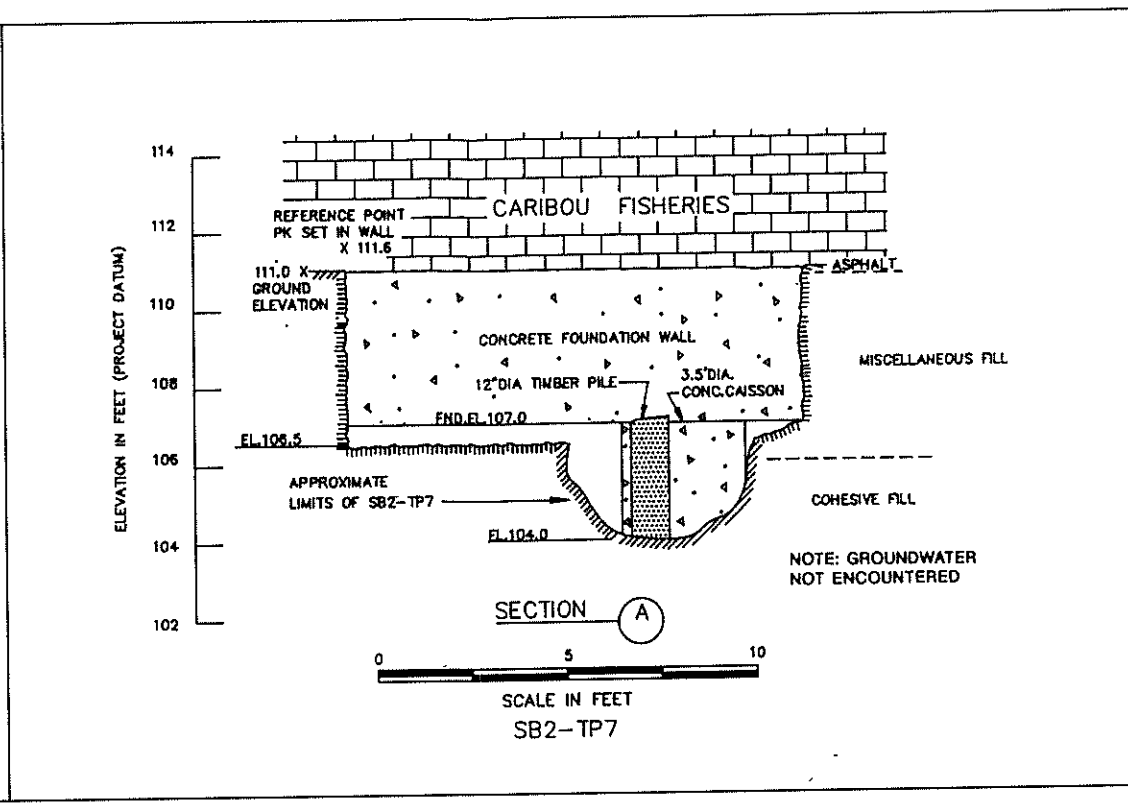 114
112
110
108
106
104
102
ELEVATION IN FEET (PROJECT DATUM)
CARIBOU FISHERIES
REFERENCE POINT
PK SET IN WALL
X 111.6
111.0 X
GROUND
ELEVATION
ASPHALT
CONCRETE FOUNDATION WALL
MISCELLANEOUS FILL
12"DIA TIMBER PILE
3.5'DIA.
CONC.CAISSON
FND.EL.107.0
EL.106.5
APPROXIMATE
LIMITS OF SB2-TP7
COHESIVE FILL
EL.104.0
NOTE: GROUNDWATER
NOT ENCOUNTERED
SECTION A
0 5 10
SCALE IN FEET
SB2-TP7